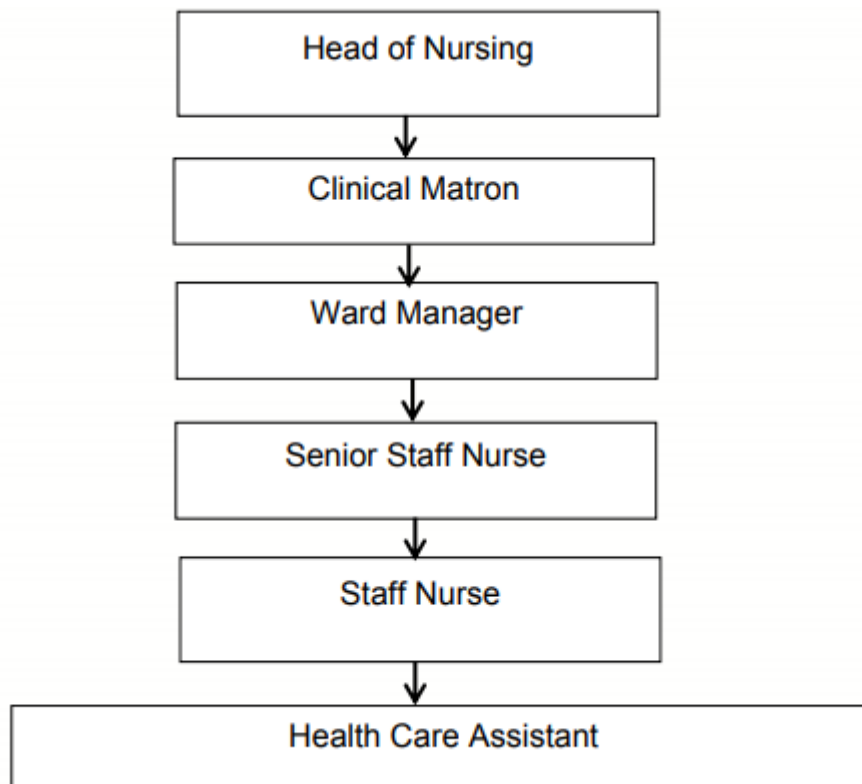 Head of Nursing
Clinical Matron
Ward Manager
Senior Staff Nurse
Staff Nurse
Health Care Assistant